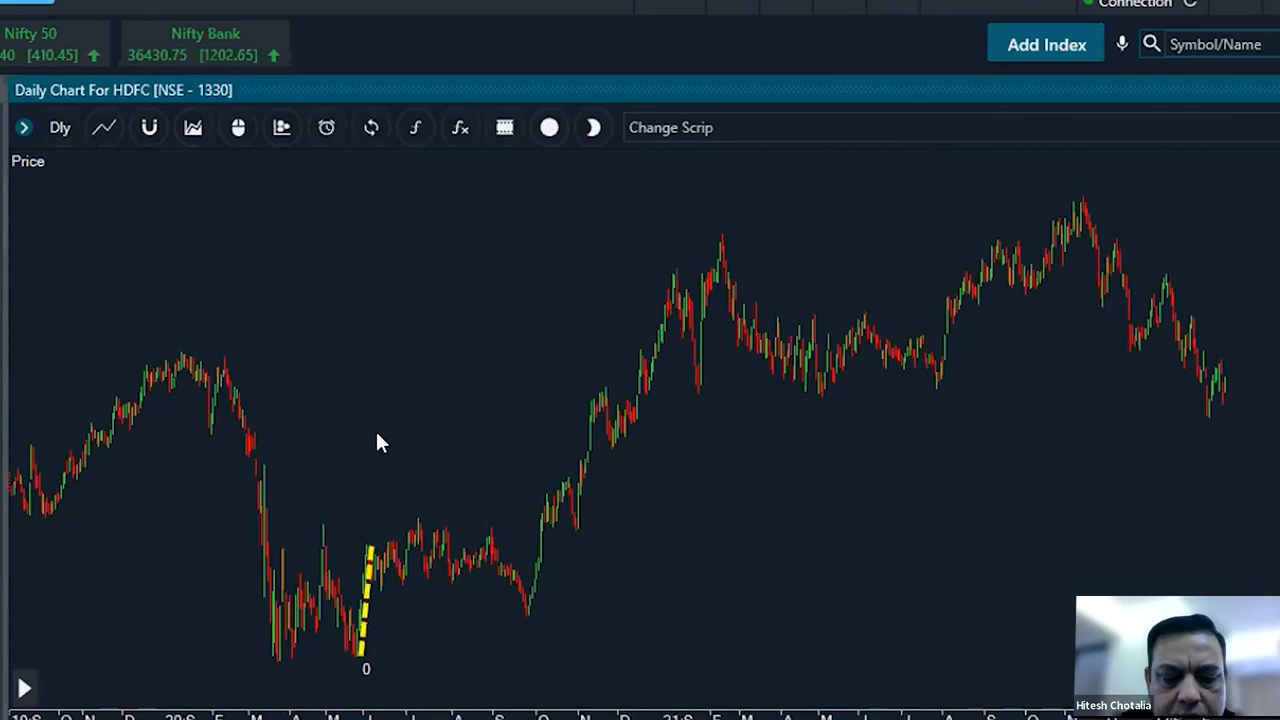 Connection
Nifty 50
Nifty Bank
40 [410.45]
36430.75 [1202.65]
Add Index
Symbol/Name
Daily Chart For HDFC [NSE - 1330]
Dly
f
fx
Change Scrip
Price
0
Hitesh Chotalia